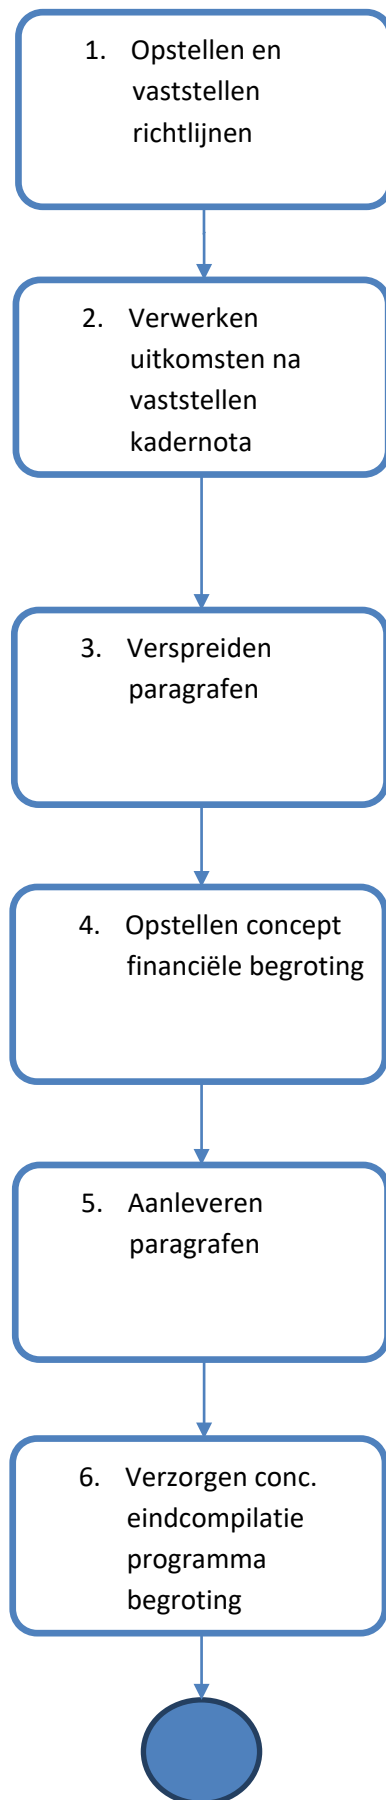 1. Opstellen en
vaststellen
richtlijnen
2. Verwerken
uitkomsten na
vaststellen
kadernota
3. Verspreiden
paragrafen
4. Opstellen concept
financiële begroting
5. Aanleveren
paragrafen
6. Verzorgen conc.
eindcompilatie
programma
begroting